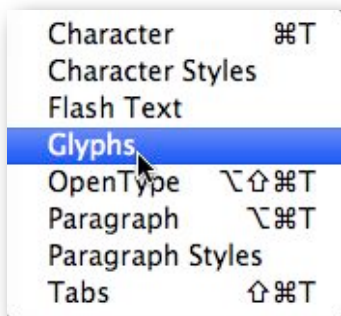 Character ⌘T
Character Styles
Flash Text
Glyphs
OpenType ⌥⇧⌘T
Paragraph ⌥⌘T
Paragraph Styles
Tabs ⇧⌘T